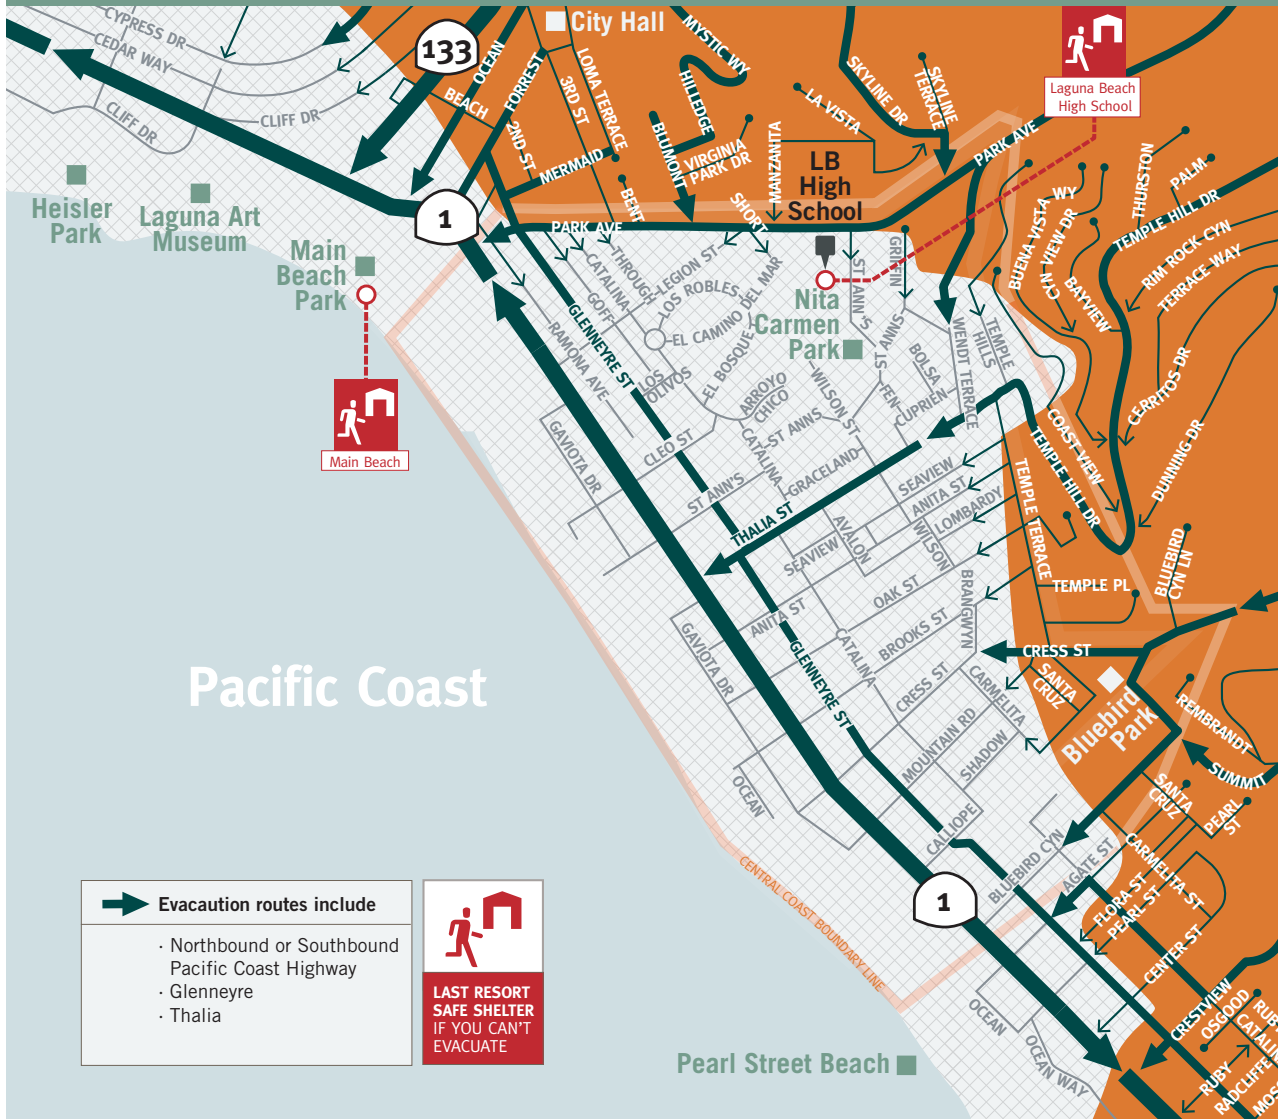 CYPRESS DR
CEDAR WAY
CLIFF DR
CLIFF DR
133
OCEAN
FORREST
BEACH
2ND ST
3RD ST
LOMA TERRACE
City Hall
MYSTIC WY
HILLEDGE
BLUMONT
VIRGINIA
PARK DR
MERMAID
BENT
SHORT
MANZANITA
LA VISTA
SKYLINE DR
SKYLINE
TERRACE
PARK AVE
Laguna Beach
High School
LB
High
School
THURSTON
PALM
TEMPLE HILL DR
RIM ROCK CYN
TERRACE WAY
BUENA VISTA WY
CYN VIEW DR
BAYVIEW
CERRITOS DR
DUNNING DR
Heisler
Park
Laguna Art
Museum
Main
Beach
Park
1
PARK AVE
THROUGH
CATALINA
GOFF
LEGION ST
LOS ROBLES
EL CAMINO DEL MAR
EL BOSQUE
LOS
OLIVOS
ARROYO
CHICO
GLENNEYRE ST
RAMONA AVE
Nita
Carmen
Park
ST ANN'S
GRIFFIN
ST ANNS
WENDT TERRACE
TEMPLE
HILLS
BOLSA
CUPRIEN
FEN
WILSON ST
ST ANNS
CATALINA
GRACELAND
CLEO ST
ST ANN'S
GAVIOTA DR
Main Beach
THALIA ST
COAST VIEW
TEMPLE HILL DR
TEMPLE TERRACE
SEAVIEW
ANITA ST
LOMBARDY
WILSON
AVALON
SEAVIEW
ANITA ST
OAK ST
BROOKS ST
BRANGWYN
TEMPLE PL
BLUEBIRD
CYN LN
CRESS ST
SANTA
CRUZ
Bluebird
Park
REMBRANDT
SUMMIT
CATALINA
GLENNEYRE ST
GAVIOTA DR
CRESS ST
CARMELITA
MOUNTAIN RD
SHADOW
OCEAN
CALLIOPE
BLUEBIRD CYN
AGATE ST
SANTA
CRUZ
PEARL
ST
CARMELITA ST
FLORA ST
PEARL ST
CENTER ST
Pacific Coast
CENTRAL COAST BOUNDARY LINE
1
OCEAN
OCEAN WAY
CRESTVIEW
OSGOOD
RUBY
CATALINA
RUBY
RADCLIFFE
MOS
Evacaution routes include
· Northbound or Southbound
Pacific Coast Highway
· Glenneyre
· Thalia
LAST RESORT
SAFE SHELTER
IF YOU CAN'T
EVACUATE
Pearl Street Beach